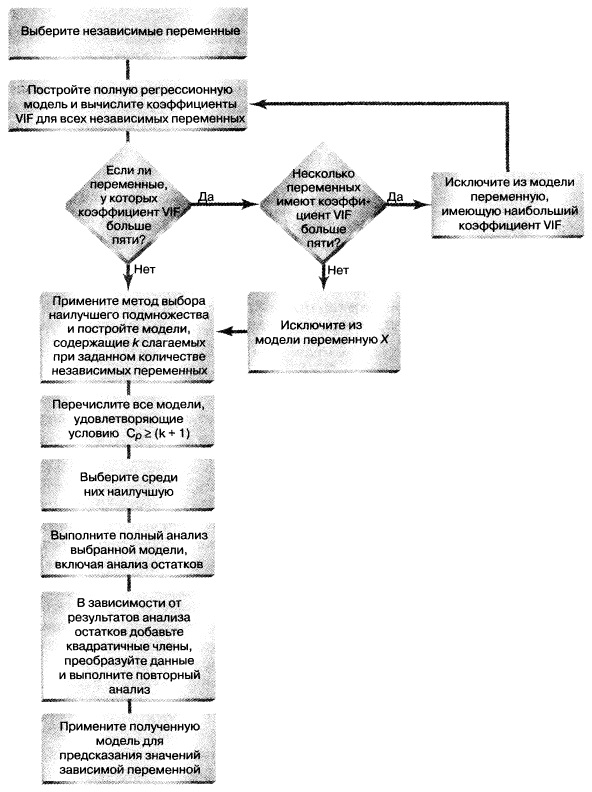 Выберите независимые переменные
Постройте полную регрессионную
модель и вычислите коэффициенты
VIF для всех независимых переменных
Если ли
переменные,
у которых
коэффициент VIF
больше
пяти?
Да
Несколько
переменных
имеют коэффи-
циент VIF
больше
пяти?
Да
Исключите из модели
переменную,
имеющую наибольший
коэффициент VIF
Нет
Нет
Примените метод выбора
наилучшего подмножества
и постройте модели,
содержащие k слагаемых
при заданном количестве
независимых переменных
Исключите из
модели переменную X
Перечислите все модели,
удовлетворяющие
условию Cp ≥ (k + 1)
Выберите среди
них наилучшую
Выполните полный анализ
выбранной модели,
включая анализ остатков
В зависимости от
результатов анализа
остатков добавьте
квадратичные члены,
преобразуйте данные
и выполните повторный
анализ
Примените полученную
модель для
предсказания значений
зависимой переменной